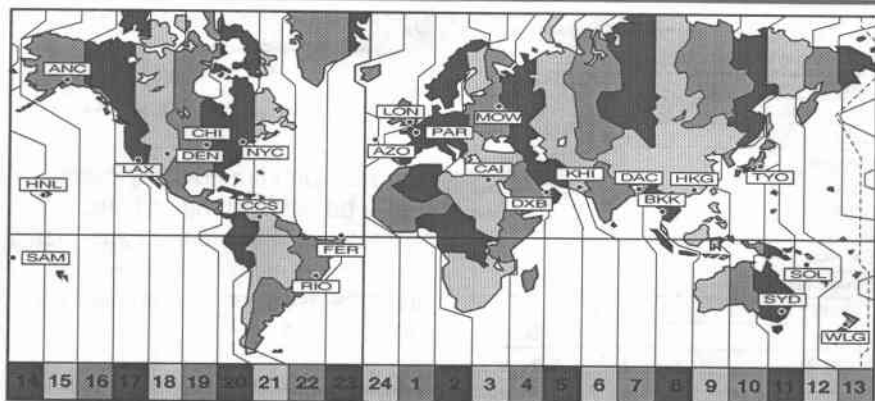 ANC
LON
MOW
CHI
PAR
NYC
DEN
AZO
LAX
CAI
KHI
DAC
HKG
TYO
HNL
CCS
DXB
BKK
FER
SAM
SOL
RIO
SYD
WLG
14 15 16 17 18 19 20 21 22 23 24 1 2 3 4 5 6 7 8 9 10 11 12 13